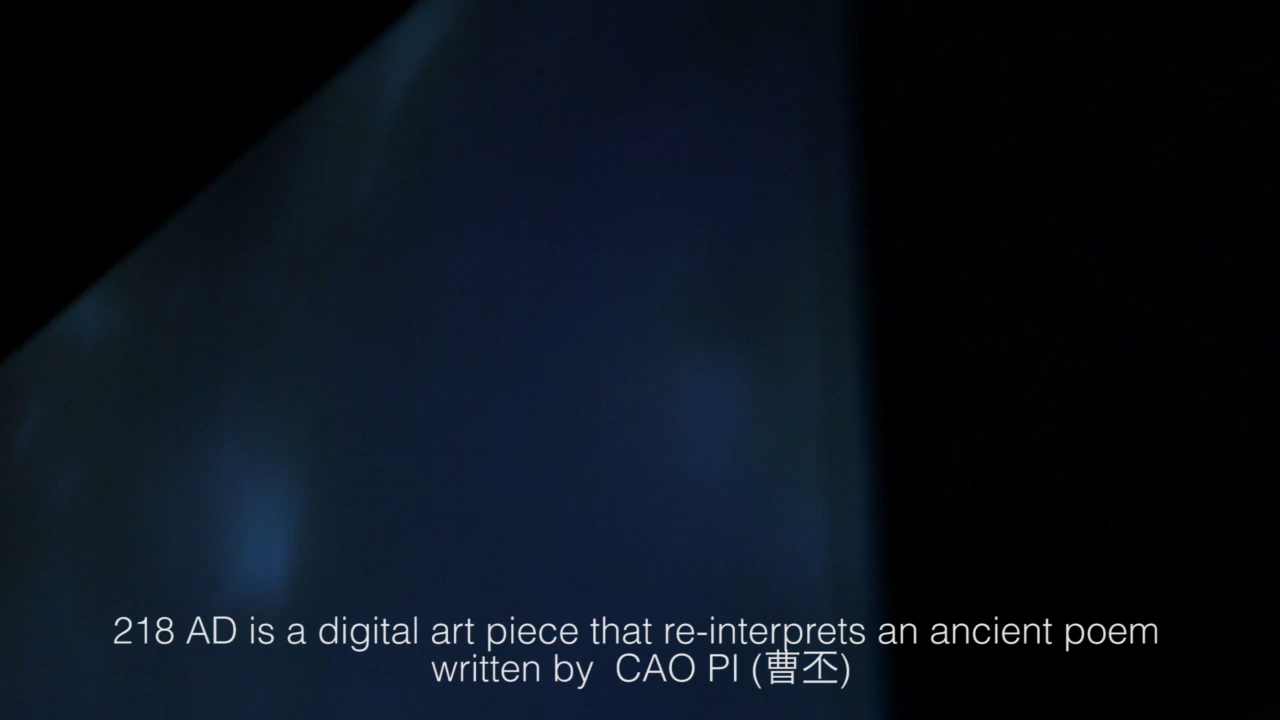 218 AD is a digital art piece that re-interprets an ancient poem
written by  CAO PI (曹丕)